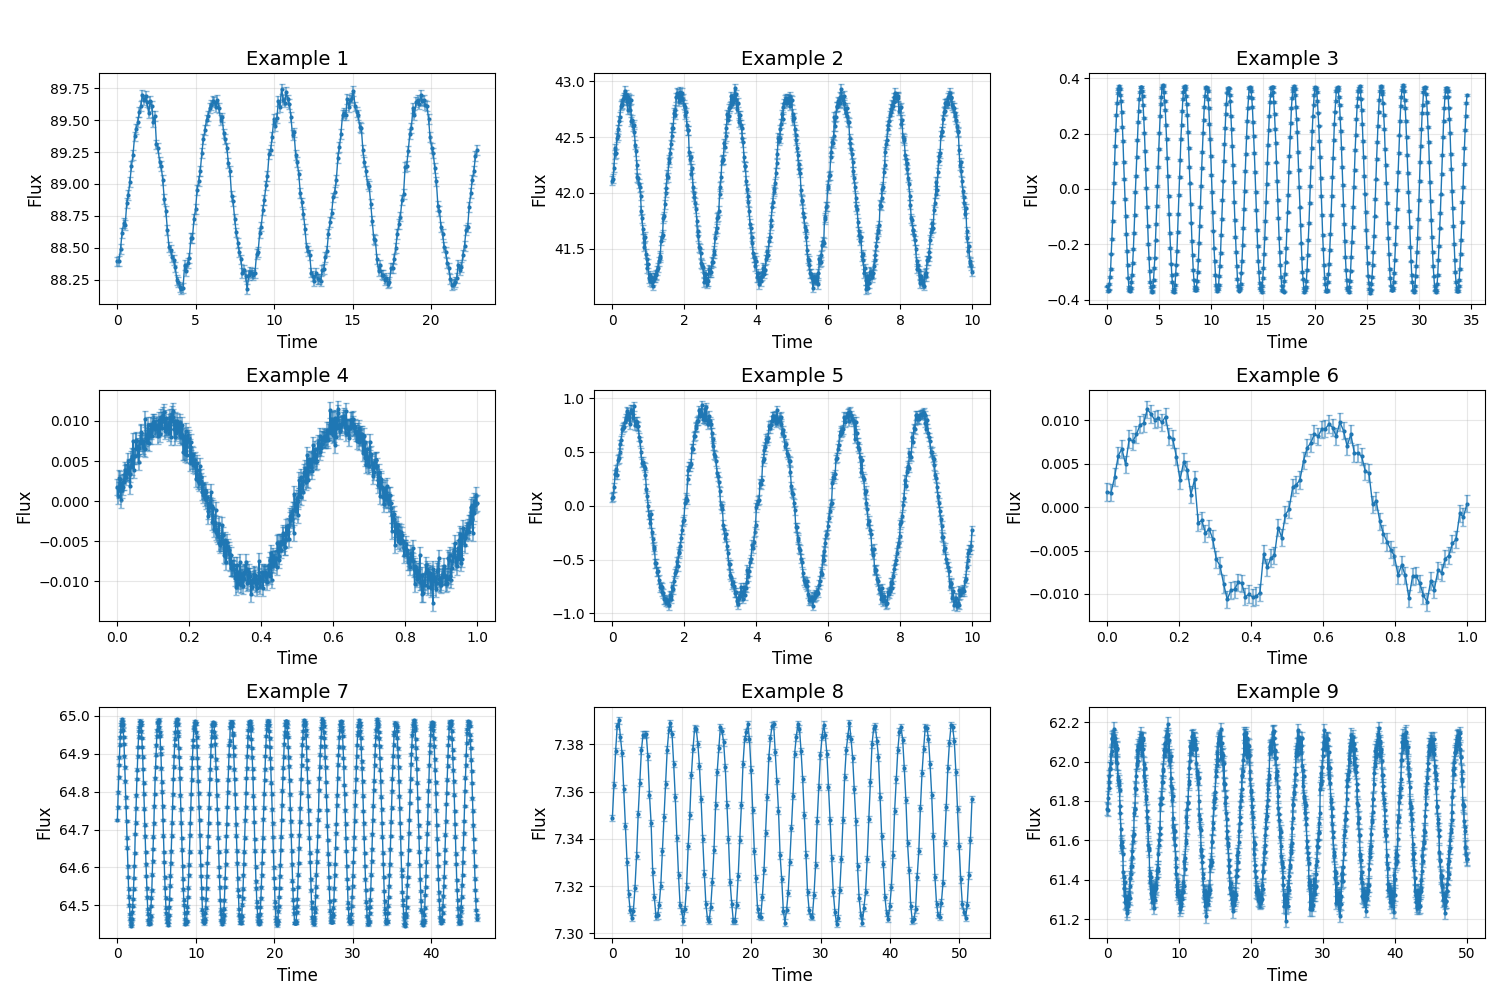 Example 1
Example 2
Example 3
89.75
89.50
89.25
89.00
88.75
88.50
88.25
Flux
0 5 10 15 20
Time
43.0
42.5
42.0
41.5
Flux
0 2 4 6 8 10
Time
0.4
0.2
0.0
−0.2
−0.4
Flux
0 5 10 15 20 25 30 35
Time
Example 4
Example 5
Example 6
0.010
0.005
0.000
−0.005
−0.010
Flux
0.0 0.2 0.4 0.6 0.8 1.0
Time
1.0
0.5
0.0
−0.5
−1.0
Flux
0 2 4 6 8 10
Time
0.010
0.005
0.000
−0.005
−0.010
Flux
0.0 0.2 0.4 0.6 0.8 1.0
Time
Example 7
Example 8
Example 9
65.0
64.9
64.8
64.7
64.6
64.5
Flux
0 10 20 30 40
Time
7.38
7.36
7.34
7.32
7.30
Flux
0 10 20 30 40 50
Time
62.2
62.0
61.8
61.6
61.4
61.2
Flux
0 10 20 30 40 50
Time